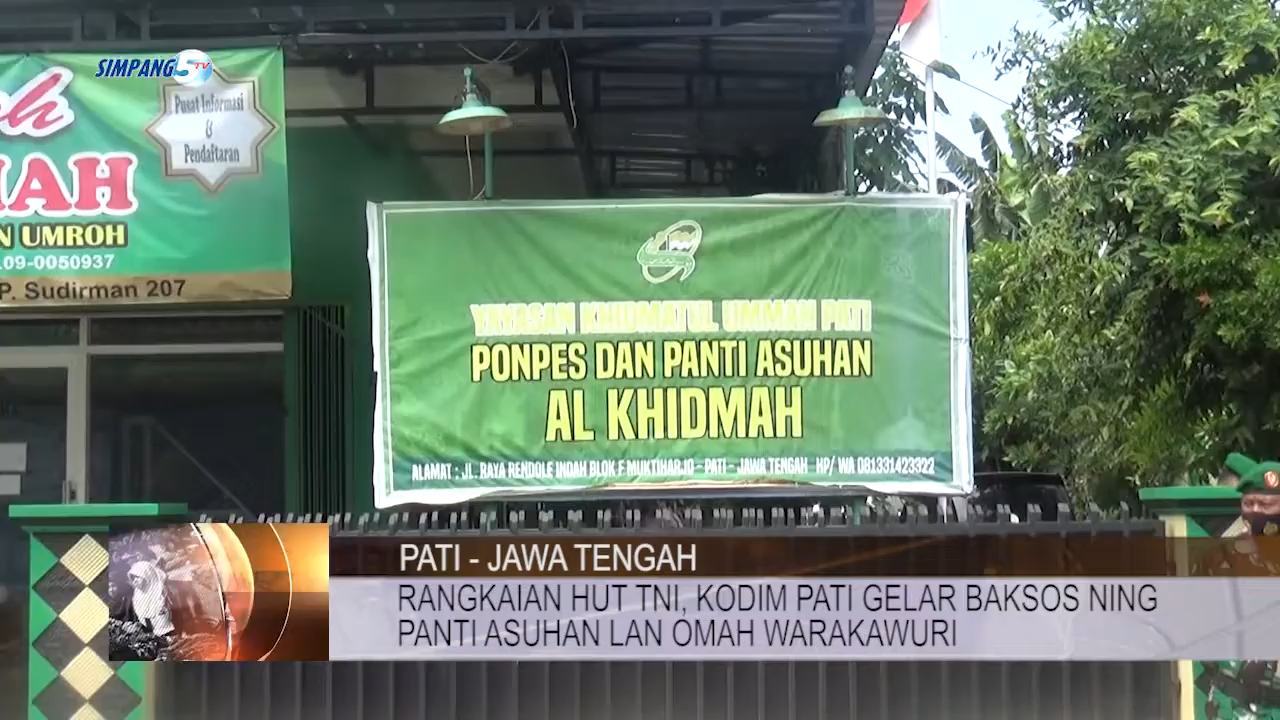 SIMPANG5 TV
Pusat Informasi
&
Pendaftaran
N UMROH
09-0050937
P. Sudirman 207
YAYASAN KHIDMATUL UMMAH PATI
PONPES DAN PANTI ASUHAN
AL KHIDMAH
ALAMAT : JL. RAYA RENDOLE INDAH BLOK F MUKTIHARJO - PATI - JAWA TENGAH HP/ WA 081331423322
PATI - JAWA TENGAH
RANGKAIAN HUT TNI, KODIM PATI GELAR BAKSOS NING
PANTI ASUHAN LAN OMAH WARAKAWURI